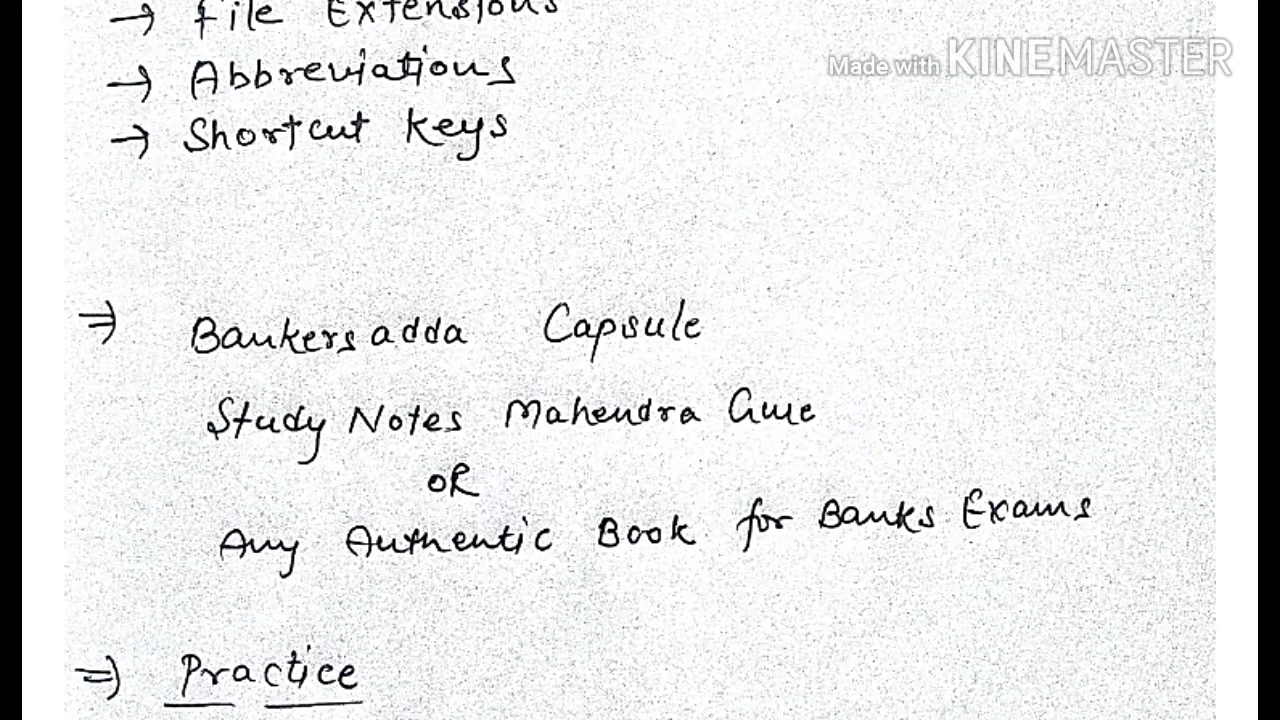 → File Extensions
Made with KINEMASTER
→ Abbreviations
→ Shortcut Keys
⇒ Bankersadda Capsule
Study Notes Mahendra Guru
OR
Any Authentic Book for Banks Exams
⇒ Practice